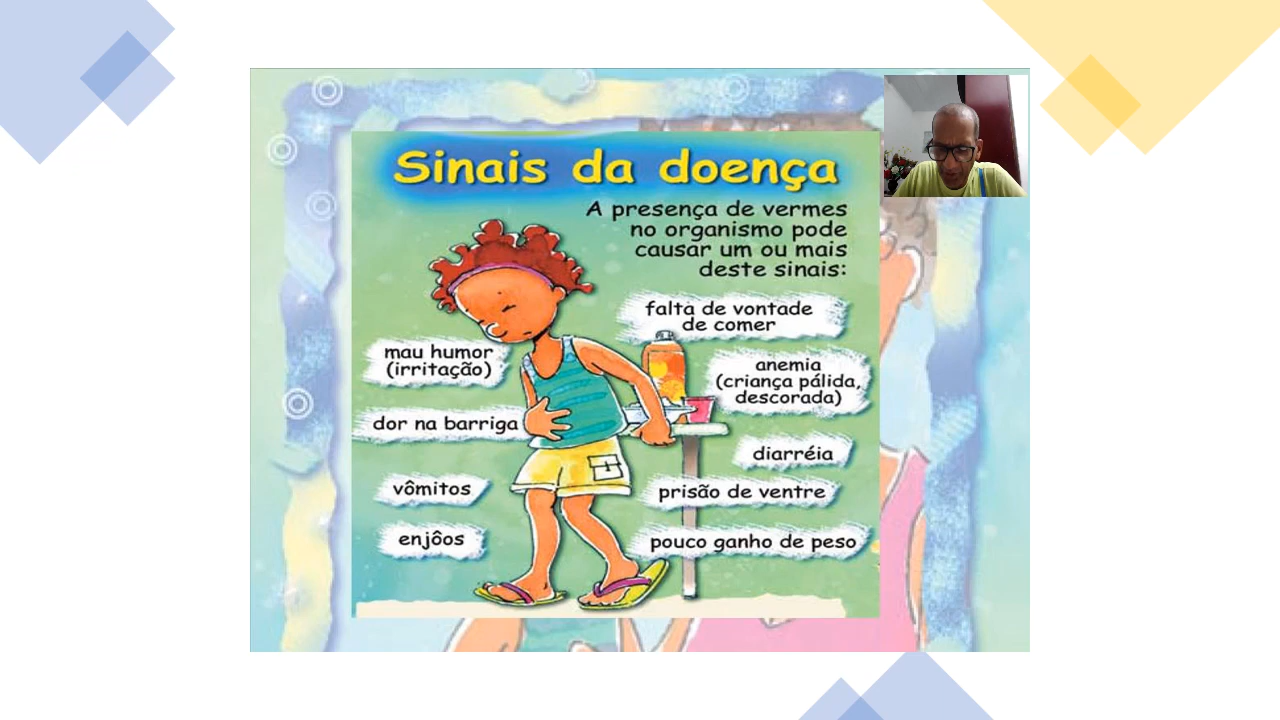 Sinais da doença
A presença de vermes
no organismo pode
causar um ou mais
deste sinais:
falta de vontade
de comer
mau humor
(irritação)
anemia
(criança pálida,
descorada)
dor na barriga
diarréia
vômitos
prisão de ventre
enjôos
pouco ganho de peso